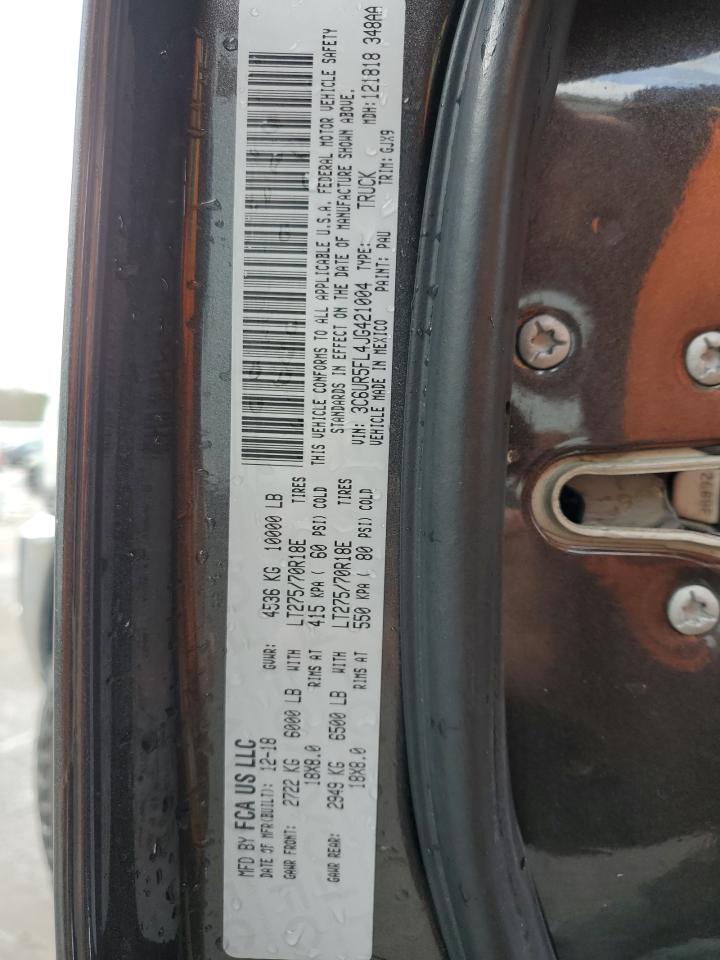 MFD BY FCA US LLC
DATE OF MFR(BUILT): 12-18 GVWR: 4536 KG 10000 LB
GAWR FRONT: 2722 KG 6000 LB WITH LT275/70R18E TIRES
18X8.0 RIMS AT 415 KPA ( 60 PSI) COLD
GAWR REAR: 2949 KG 6500 LB WITH LT275/70R18E TIRES
18X8.0 RIMS AT 550 KPA ( 80 PSI) COLD
THIS VEHICLE CONFORMS TO ALL APPLICABLE U.S.A. FEDERAL MOTOR VEHICLE SAFETY
STANDARDS IN EFFECT ON THE DATE OF MANUFACTURE SHOWN ABOVE.
VIN: 3C6UR5FL4JG421004 TYPE: TRUCK MDH: 121818 348AA
VEHICLE MADE IN MEXICO PAINT: PAU TRIM: GJX9